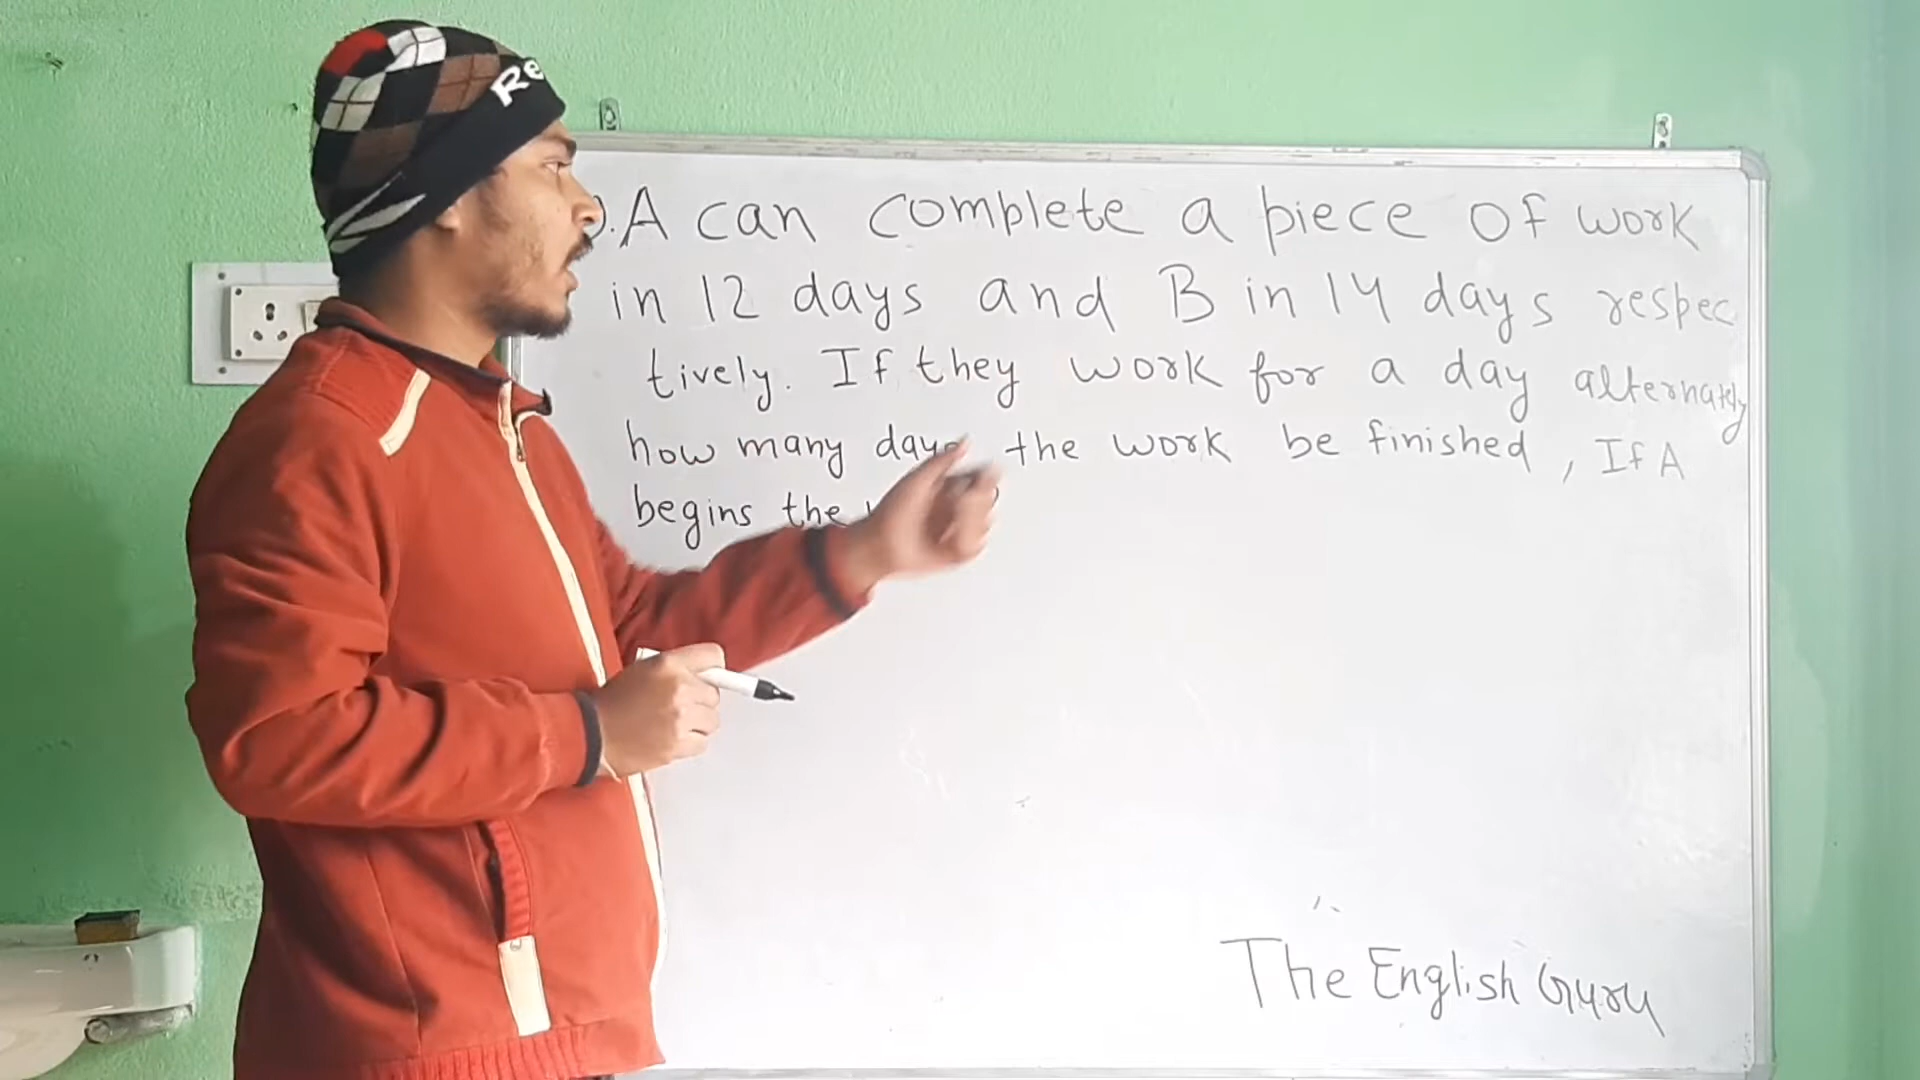 Re
. A can complete a piece of work
in 12 days and B in 14 days respec
tively. If they work for a day alternately
how many days the work be finished, If A
begins the
The English Guru